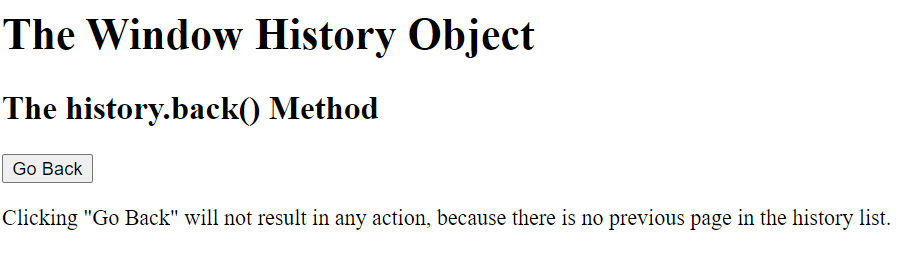 The Window History Object
The history.back() Method
Go Back
Clicking "Go Back" will not result in any action, because there is no previous page in the history list.